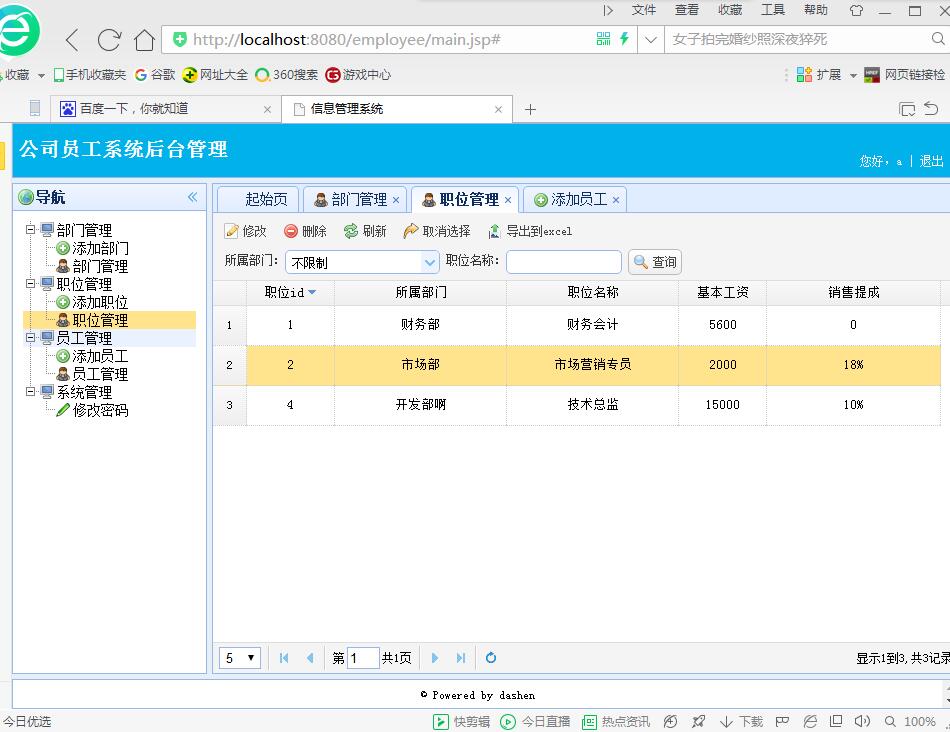 文件 查看 收藏 工具 帮助
http://localhost:8080/employee/main.jsp# 女子拍完婚纱照深夜猝死
收藏 手机收藏夹 谷歌 网址大全 360搜索 游戏中心 扩展 网页链接检
百度一下，你就知道 信息管理系统
公司员工系统后台管理
您好，a | 退出
导航
部门管理
添加部门
部门管理
职位管理
添加职位
职位管理
员工管理
添加员工
员工管理
系统管理
修改密码
起始页 部门管理 职位管理 添加员工
修改 删除 刷新 取消选择 导出到excel
所属部门： 不限制 职位名称： 查询
职位id 所属部门 职位名称 基本工资 销售提成
1 1 财务部 财务会计 5600 0
2 2 市场部 市场营销专员 2000 18%
3 4 开发部啊 技术总监 15000 10%
5 第 1 共1页 显示1到3,共3记录
© Powered by dashen
今日优选 快剪辑 今日直播 热点资讯 下载 100%